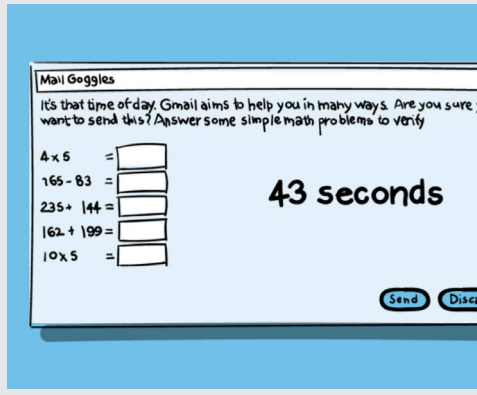 Mail Goggles
It's that time of day. Gmail aims to help you in many ways. Are you sure
want to send this? Answer some simple math problems to verify
4 x 5 =
165 - 83 =
235 + 144 =
162 + 199 =
10 x 5 =
43 seconds
Send